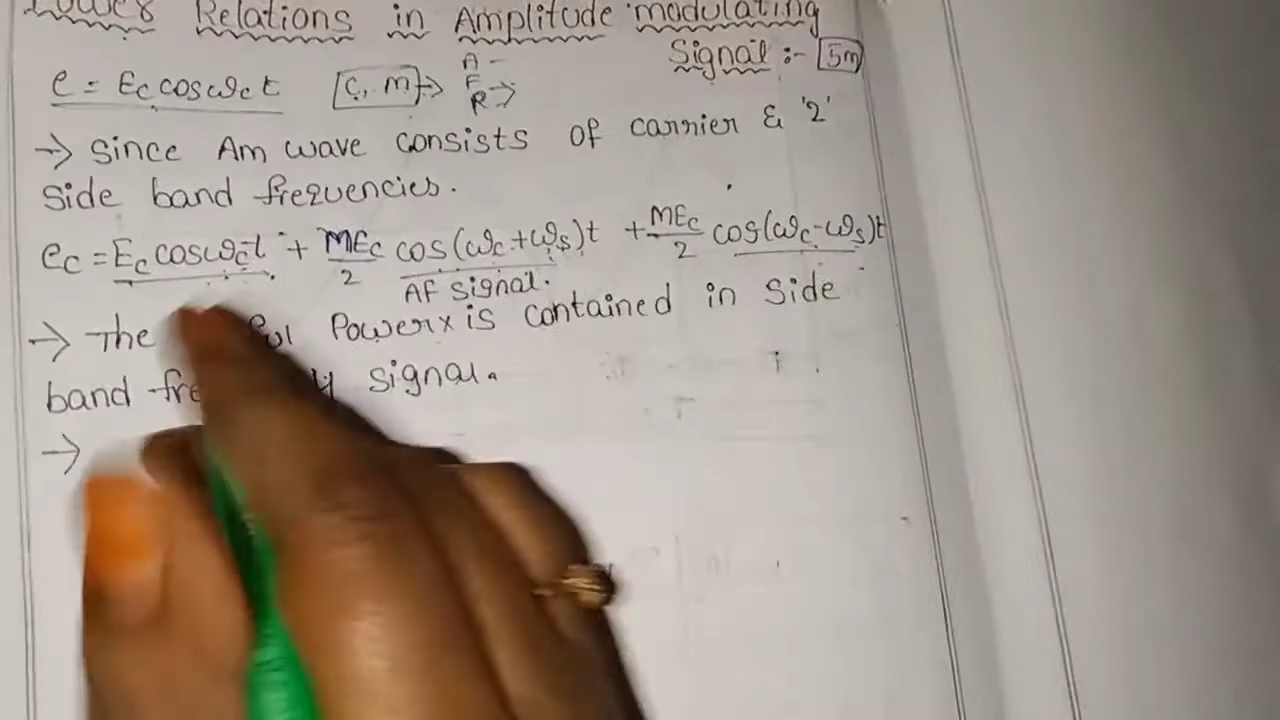 Relations in Amplitude modulating
Signal :- [5m]
e = Ec cosωct [C, m]→ A -
F
R→
→ Since Am wave consists of carrier & '2'
Side band frequencies.
ec = Ec cosωct + MEc/2 cos(ωc+ωs)t + MEc/2 cos(ωc-ωs)t
AF Signal.
→ The Power x is contained in Side
band signal.
→